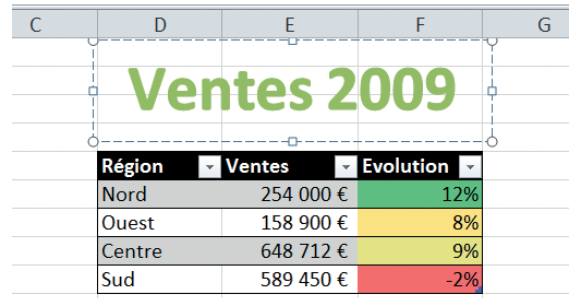 C D E F G
Ventes 2009
Région Ventes Evolution
Nord 254 000 € 12%
Ouest 158 900 € 8%
Centre 648 712 € 9%
Sud 589 450 € -2%